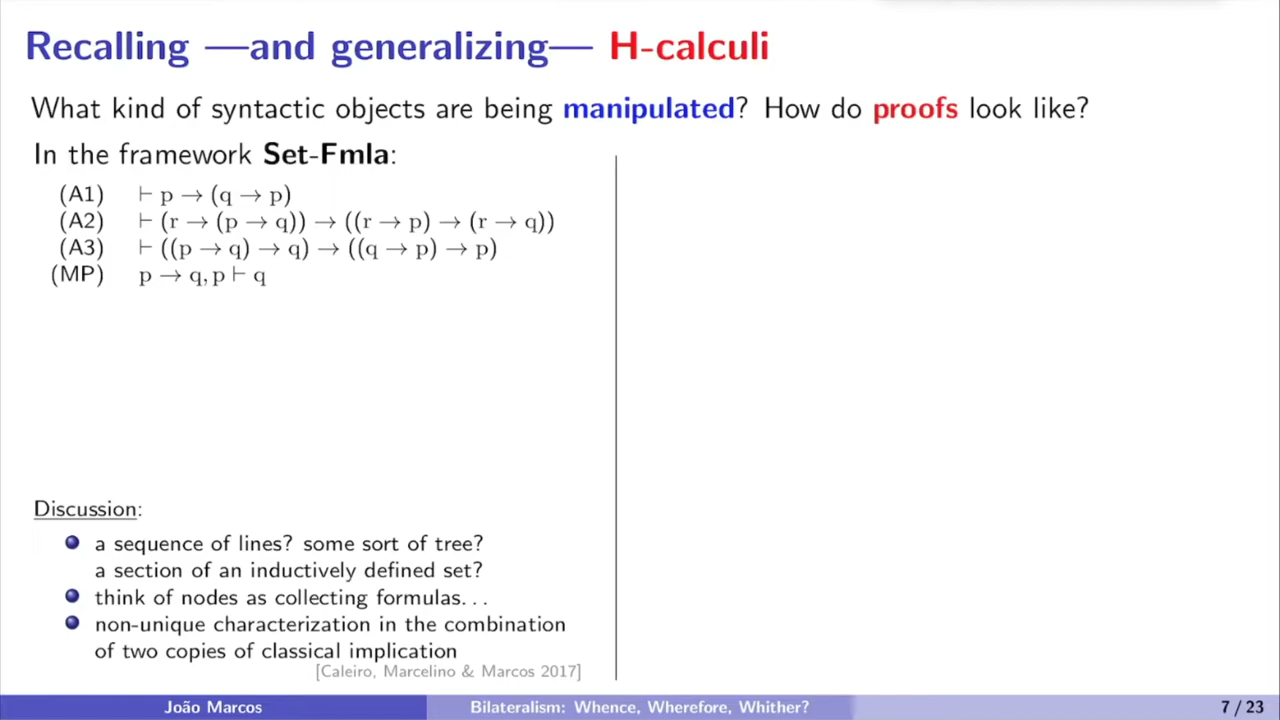 Recalling —and generalizing— H-calculi
What kind of syntactic objects are being manipulated? How do proofs look like?
In the framework Set-Fmla:
(A1) ⊢ p → (q → p)
(A2) ⊢ (r → (p → q)) → ((r → p) → (r → q))
(A3) ⊢ ((p → q) → q) → ((q → p) → p)
(MP) p → q, p ⊢ q
Discussion:
a sequence of lines? some sort of tree?
a section of an inductively defined set?
think of nodes as collecting formulas...
non-unique characterization in the combination
of two copies of classical implication
[Caleiro, Marcelino & Marcos 2017]
João Marcos Bilateralism: Whence, Wherefore, Whither? 7 / 23